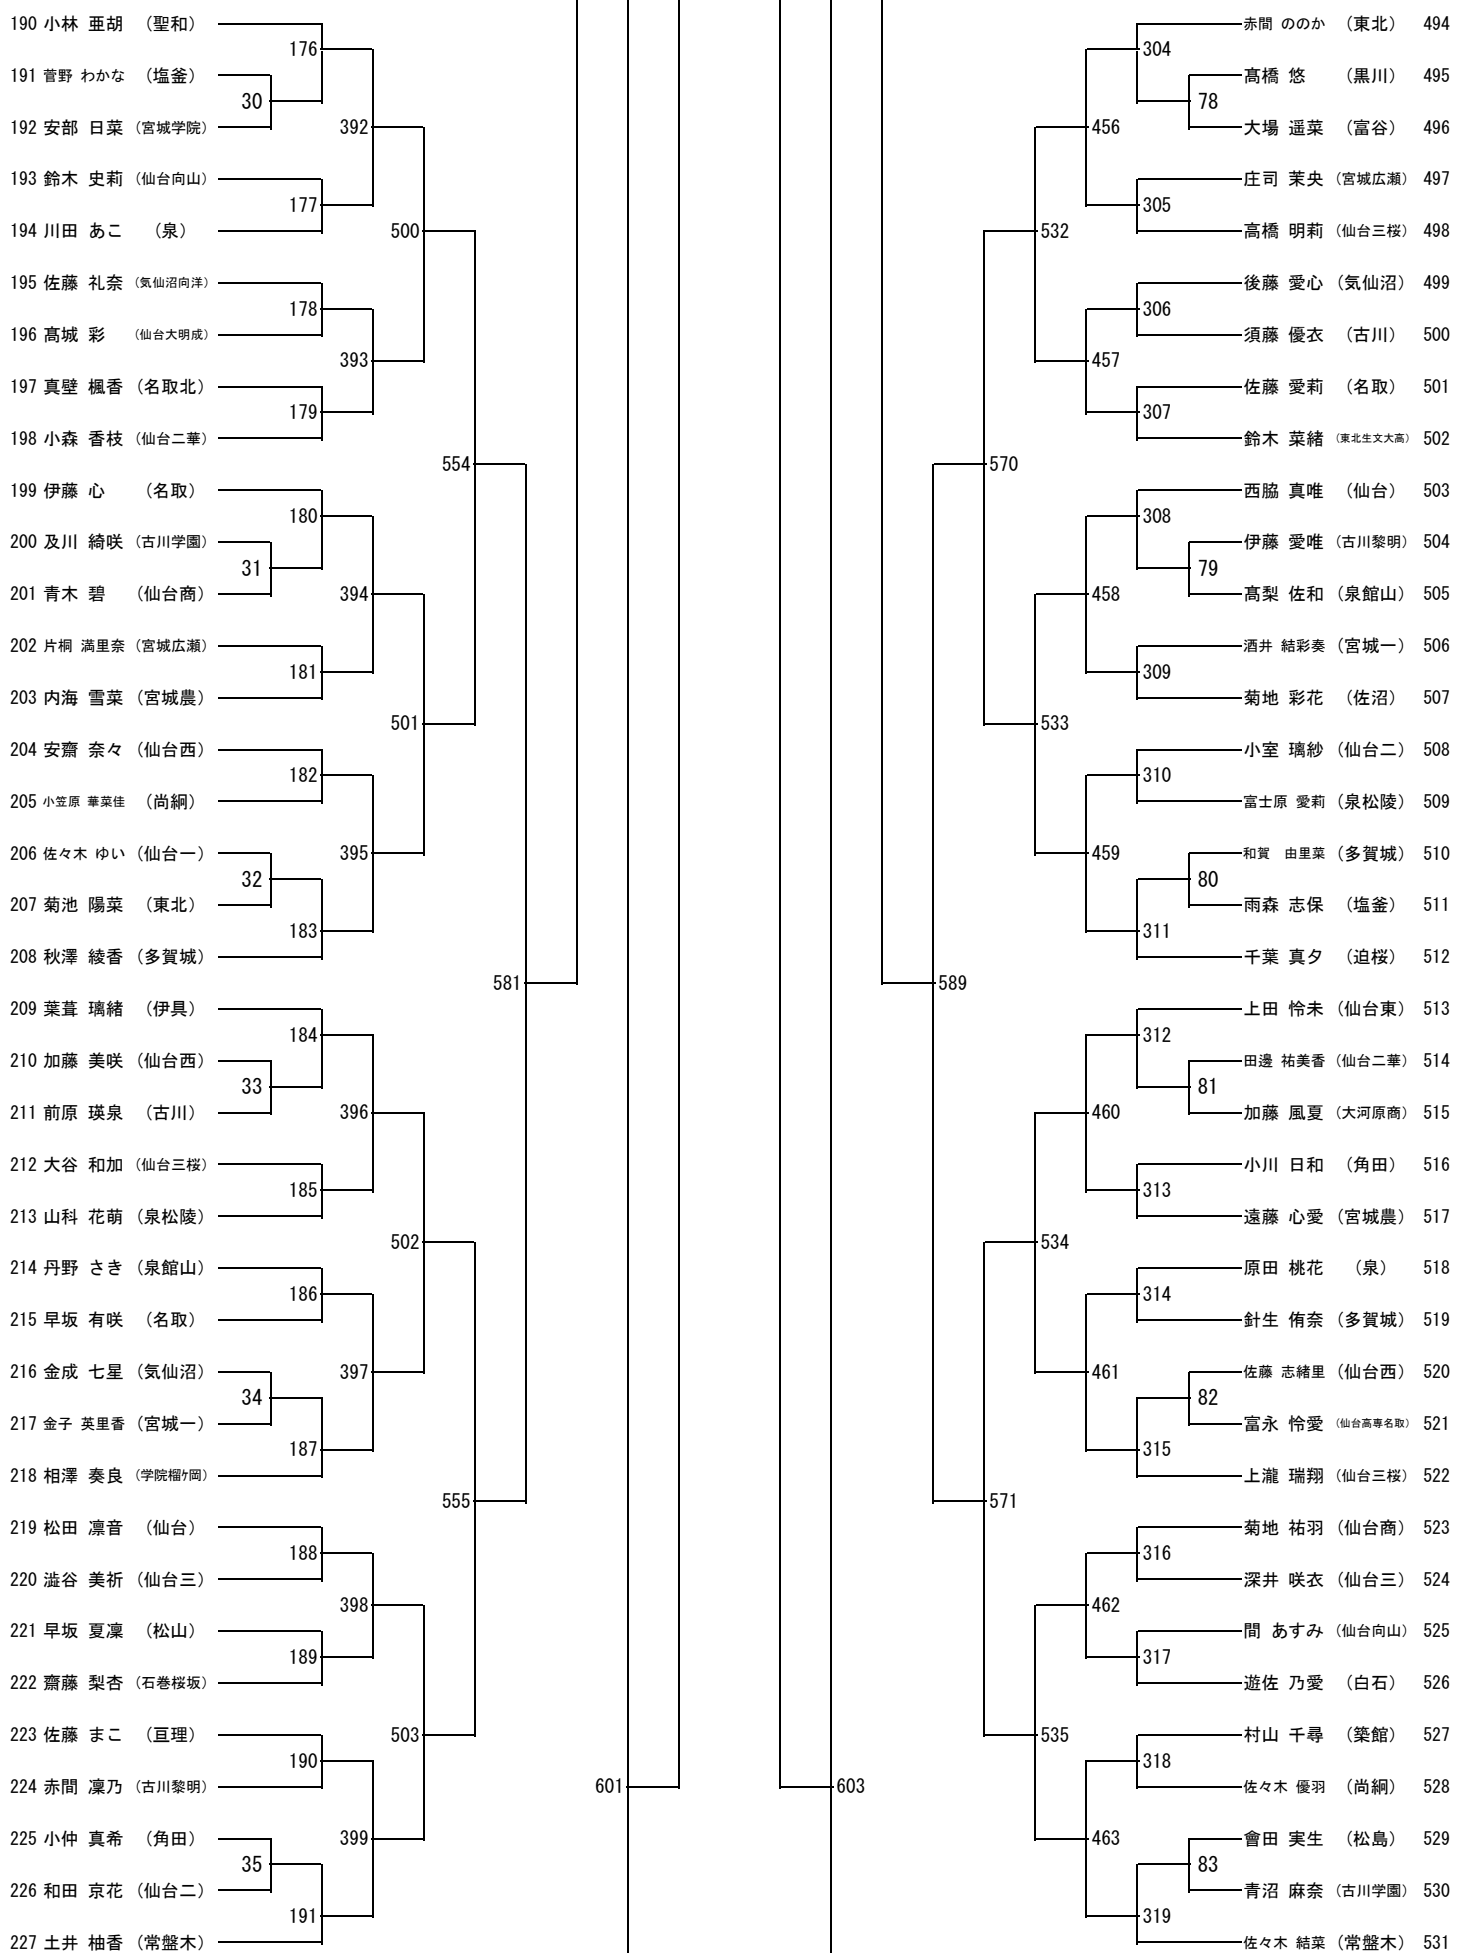 190 小林 亜胡 （聖和）
176
191 菅野 わかな （塩釜）
30
192 安部 日菜 （宮城学院）
392
193 鈴木 史莉 （仙台向山）
177
194 川田 あこ （泉）
500
195 佐藤 礼奈 （気仙沼向洋）
178
196 髙城 彩 （仙台大明成）
393
197 真壁 楓香 （名取北）
179
198 小森 香枝 （仙台二華）
554
199 伊藤 心 （名取）
180
200 及川 綺咲 （古川学園）
31
201 青木 碧 （仙台商）
394
202 片桐 満里奈 （宮城広瀬）
181
203 内海 雪菜 （宮城農）
501
204 安齋 奈々 （仙台西）
182
205 小笠原 華菜佳 （尚絅）
206 佐々木 ゆい （仙台一）
395
32
207 菊池 陽菜 （東北）
183
208 秋澤 綾香 （多賀城）
581
209 葉葺 璃緒 （伊具）
184
210 加藤 美咲 （仙台西）
33
211 前原 瑛泉 （古川）
396
212 大谷 和加 （仙台三桜）
185
213 山科 花萌 （泉松陵）
502
214 丹野 さき （泉館山）
186
215 早坂 有咲 （名取）
216 金成 七星 （気仙沼）
397
34
217 金子 英里香 （宮城一）
187
218 相澤 奏良 （学院榴ケ岡）
555
219 松田 凛音 （仙台）
188
220 澁谷 美祈 （仙台三）
398
221 早坂 夏凜 （松山）
189
222 齋藤 梨杏 （石巻桜坂）
223 佐藤 まこ （亘理）
503
190
224 赤間 凜乃 （古川黎明）
601
225 小仲 真希 （角田）
399
35
226 和田 京花 （仙台二）
191
227 土井 柚香 （常盤木）
赤間 ののか （東北） 494
304
髙橋 悠 （黒川） 495
78
大場 遥菜 （富谷） 496
456
庄司 茉央 （宮城広瀬） 497
305
高橋 明莉 （仙台三桜） 498
532
後藤 愛心 （気仙沼） 499
306
須藤 優衣 （古川） 500
457
佐藤 愛莉 （名取） 501
307
鈴木 菜緒 （東北生文大高） 502
570
西脇 真唯 （仙台） 503
308
伊藤 愛唯 （古川黎明） 504
79
髙梨 佐和 （泉館山） 505
458
酒井 結彩奏 （宮城一） 506
309
菊地 彩花 （佐沼） 507
533
小室 璃紗 （仙台二） 508
310
富士原 愛莉 （泉松陵） 509
和賀 由里菜 （多賀城） 510
459
80
雨森 志保 （塩釜） 511
311
千葉 真夕 （迫桜） 512
589
上田 怜未 （仙台東） 513
312
田邊 祐美香 （仙台二華） 514
81
加藤 風夏 （大河原商） 515
460
小川 日和 （角田） 516
313
遠藤 心愛 （宮城農） 517
534
原田 桃花 （泉） 518
314
針生 侑奈 （多賀城） 519
佐藤 志緒里 （仙台西） 520
461
82
富永 怜愛 （仙台高専名取） 521
315
上瀧 瑞翔 （仙台三桜） 522
571
菊地 祐羽 （仙台商） 523
316
深井 咲衣 （仙台三） 524
462
間 あすみ （仙台向山） 525
317
遊佐 乃愛 （白石） 526
村山 千尋 （築館） 527
535
318
佐々木 優羽 （尚絅） 528
603
會田 実生 （松島） 529
463
83
青沼 麻奈 （古川学園） 530
319
佐々木 結菜 （常盤木） 531